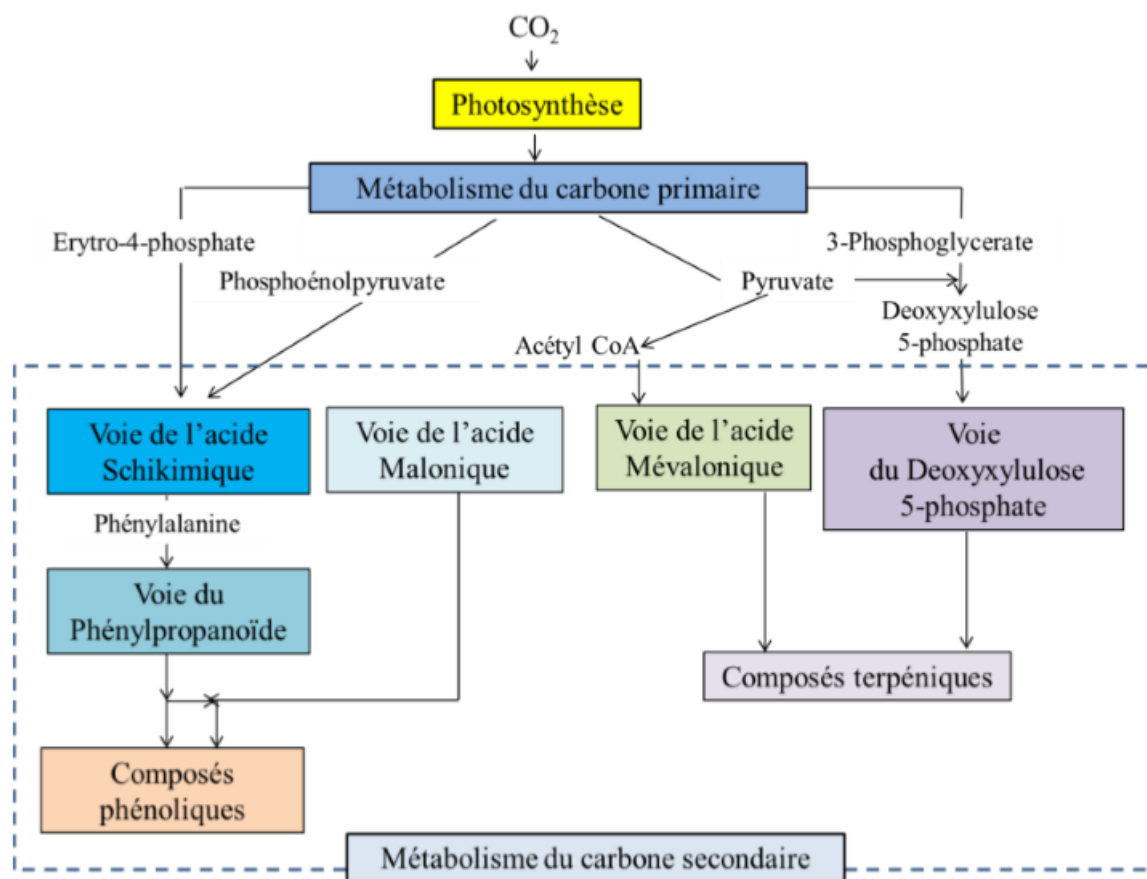 CO₂
Photosynthèse
Métabolisme du carbone primaire
Erytro-4-phosphate
3-Phosphoglycerate
Phosphoénolpyruvate
Pyruvate
Deoxyxylulose
5-phosphate
Acétyl CoA
Voie de l’acide
Schikimique
Voie de l’acide
Malonique
Voie de l’acide
Mévalonique
Voie
du Deoxyxylulose
5-phosphate
Phénylalanine
Voie du
Phénylpropanoïde
Composés terpéniques
Composés
phénoliques
Métabolisme du carbone secondaire